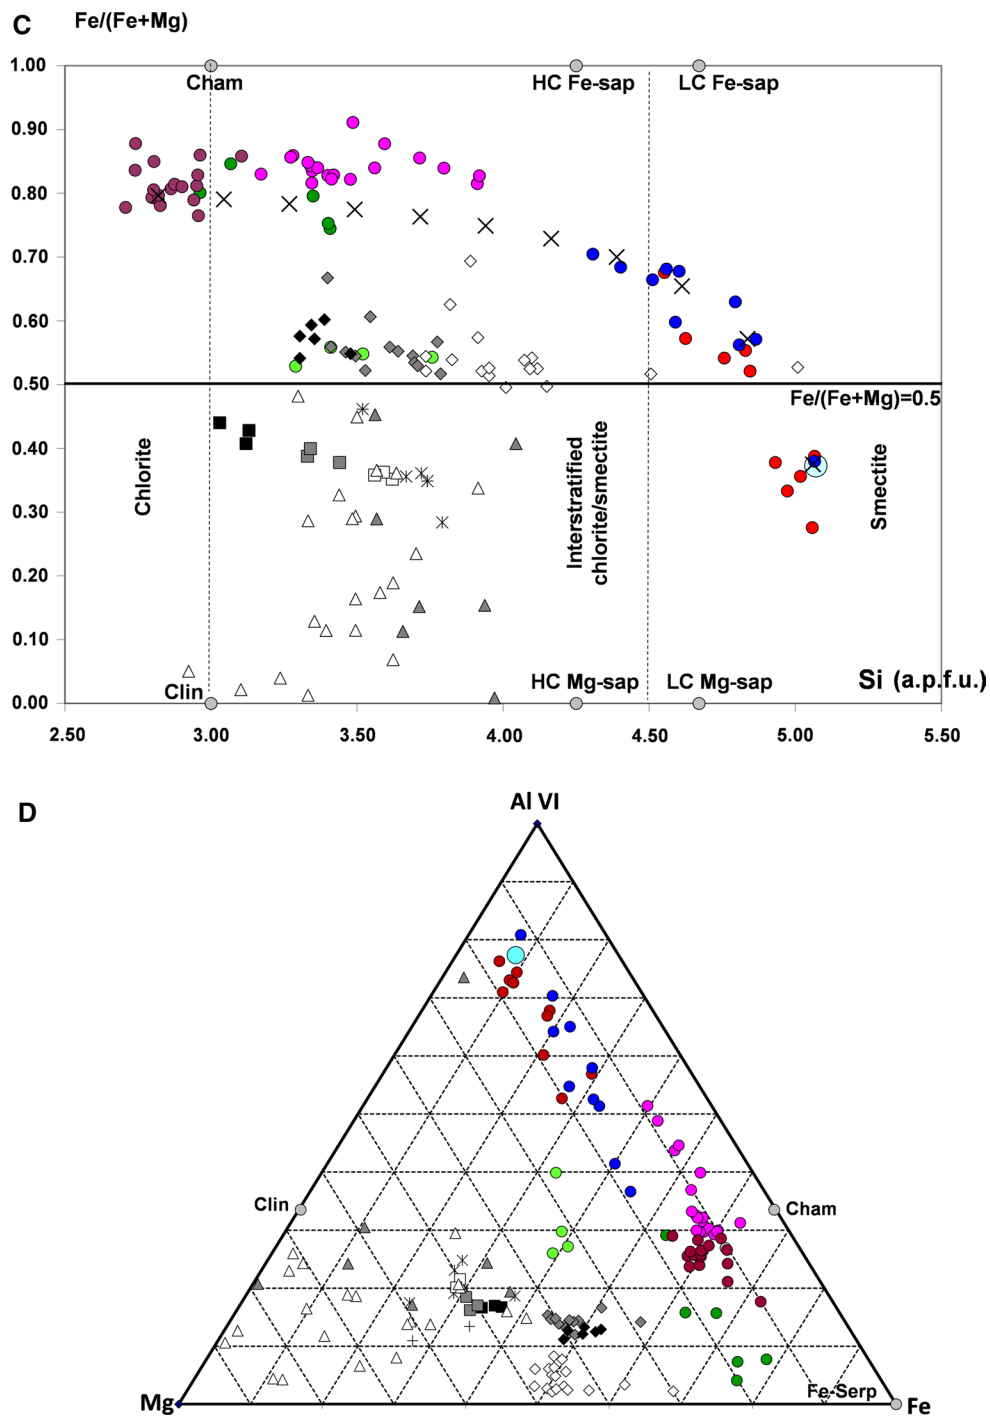 C
Fe/(Fe+Mg)
1.00
Cham
HC Fe-sap
LC Fe-sap
0.90
0.80
0.70
0.60
0.50
Fe/(Fe+Mg)=0.5
0.40
Chlorite
Interstratified
chlorite/smectite
Smectite
0.30
0.20
0.10
Clin
HC Mg-sap
LC Mg-sap
Si (a.p.f.u.)
0.00
2.50
3.00
3.50
4.00
4.50
5.00
5.50
D
Al VI
Clin
Cham
Fe-Serp
Mg
Fe